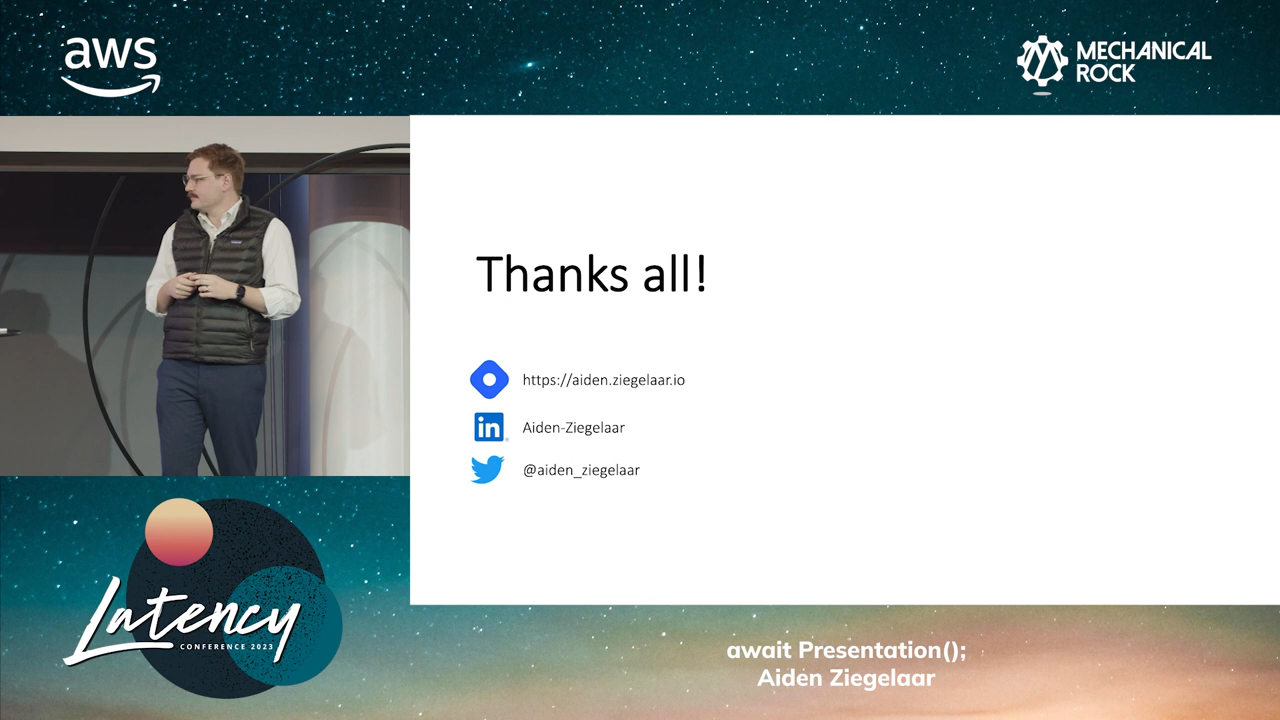 aws
MECHANICAL
ROCK
Thanks all!
https://aiden.ziegelaar.io
in
Aiden-Ziegelaar
@aiden_ziegelaar
Latency
CONFERENCE 2023
await Presentation();
Aiden Ziegelaar